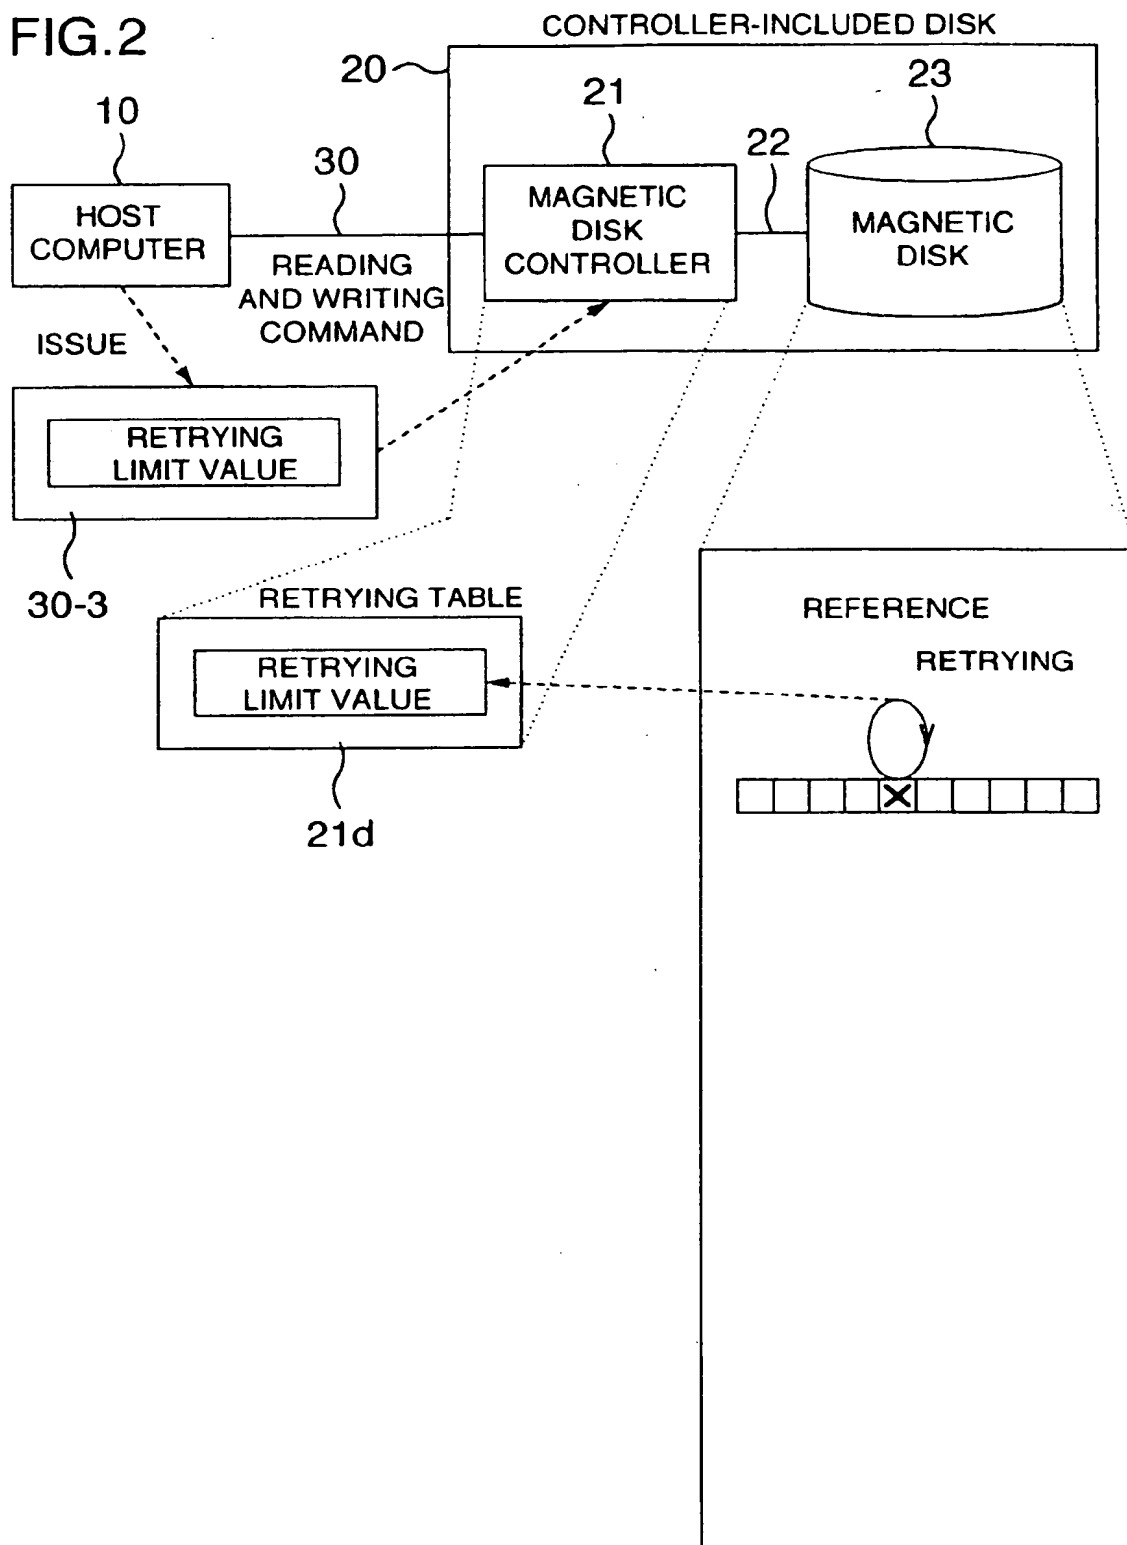 FIG.2
CONTROLLER-INCLUDED DISK
20
21
23
10
22
30
HOST
COMPUTER
MAGNETIC
DISK
CONTROLLER
MAGNETIC
DISK
READING
AND WRITING
COMMAND
ISSUE
RETRYING
LIMIT VALUE
30-3
RETRYING TABLE
RETRYING
LIMIT VALUE
21d
REFERENCE
RETRYING